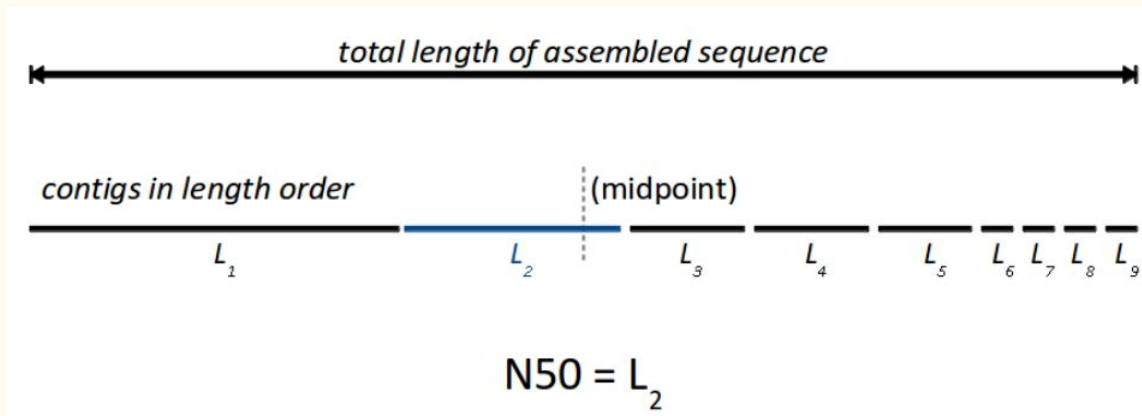 total length of assembled sequence
contigs in length order (midpoint)
L1 L2 L3 L4 L5 L6 L7 L8 L9
N50 = L2